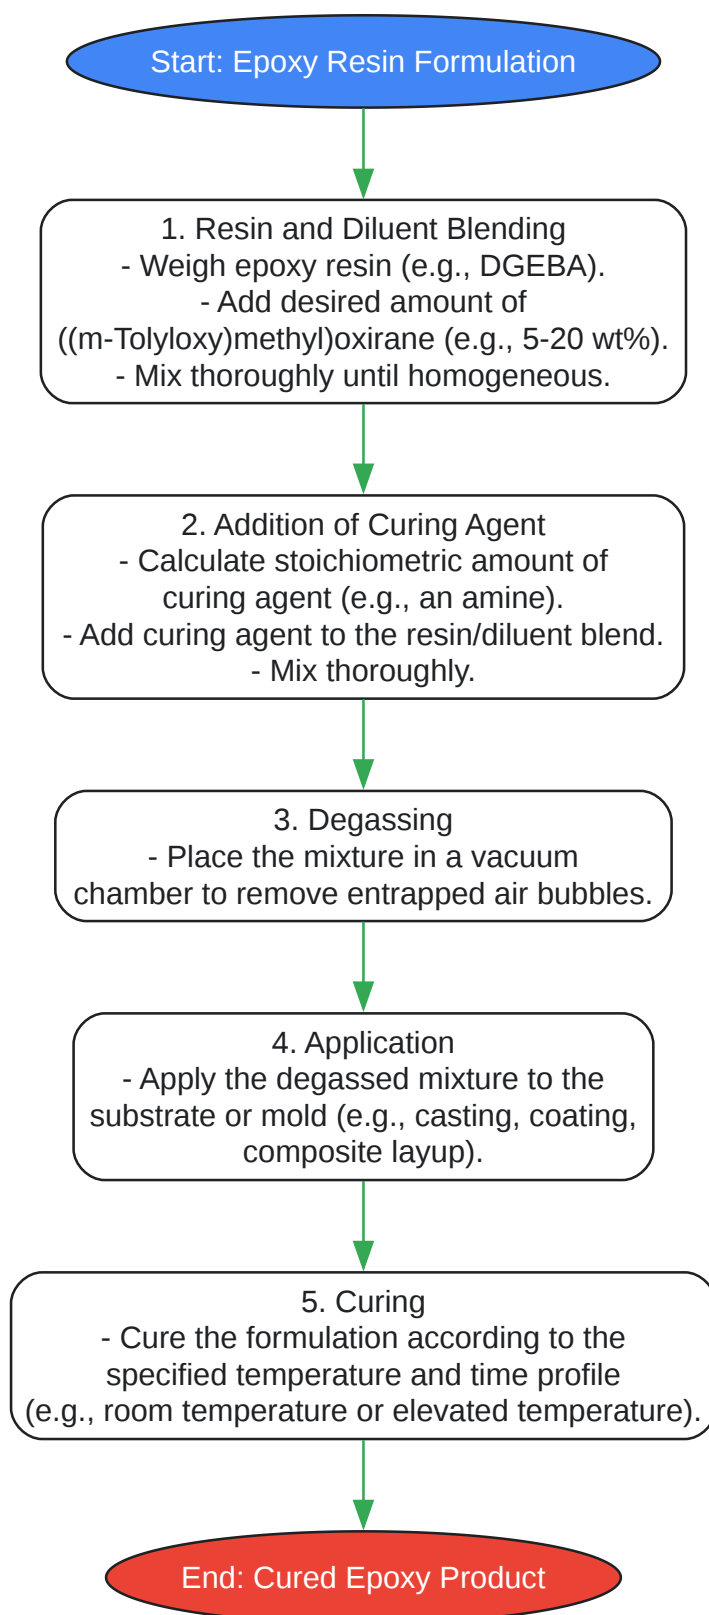 Start: Epoxy Resin Formulation
1. Resin and Diluent Blending
- Weigh epoxy resin (e.g., DGEBA).
- Add desired amount of
((m-Tolyloxy)methyl)oxirane (e.g., 5-20 wt%).
- Mix thoroughly until homogeneous.
2. Addition of Curing Agent
- Calculate stoichiometric amount of
curing agent (e.g., an amine).
- Add curing agent to the resin/diluent blend.
- Mix thoroughly.
3. Degassing
- Place the mixture in a vacuum
chamber to remove entrapped air bubbles.
4. Application
- Apply the degassed mixture to the
substrate or mold (e.g., casting, coating,
composite layup).
5. Curing
- Cure the formulation according to the
specified temperature and time profile
(e.g., room temperature or elevated temperature).
End: Cured Epoxy Product